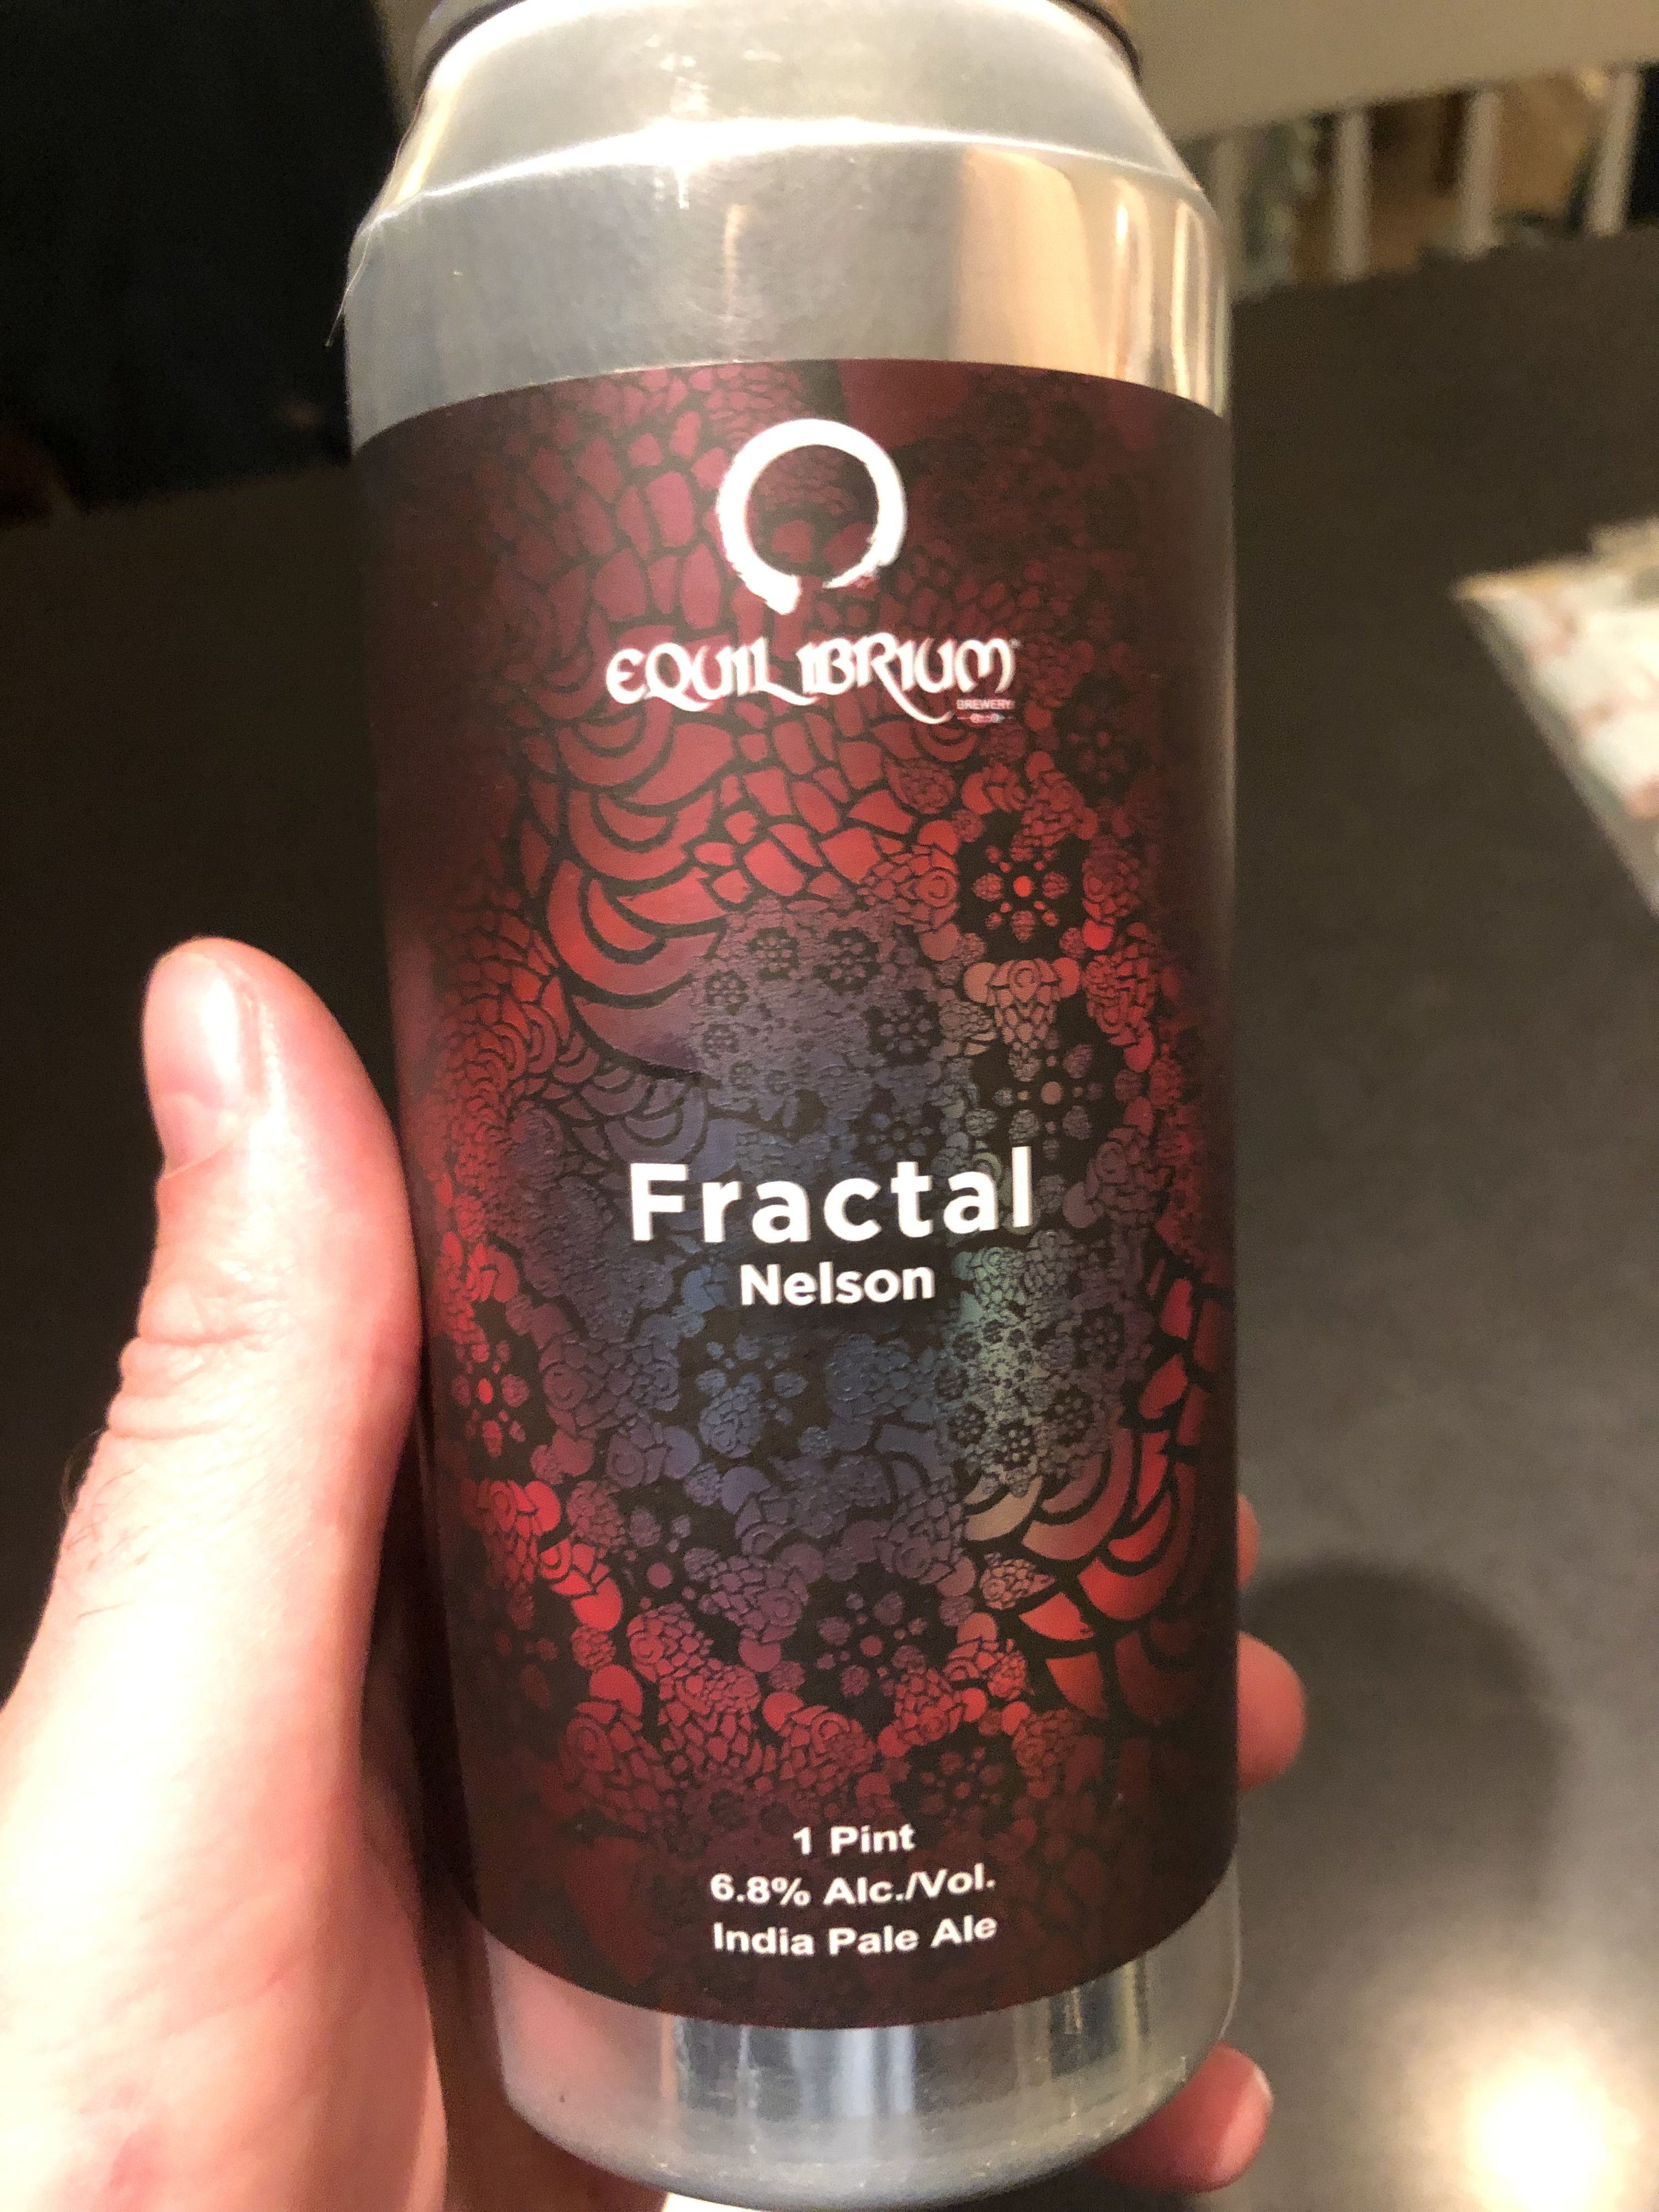 EQUILIBRIUM
BREWERY
Fractal
Nelson
1 Pint
6.8% Alc./Vol.
India Pale Ale